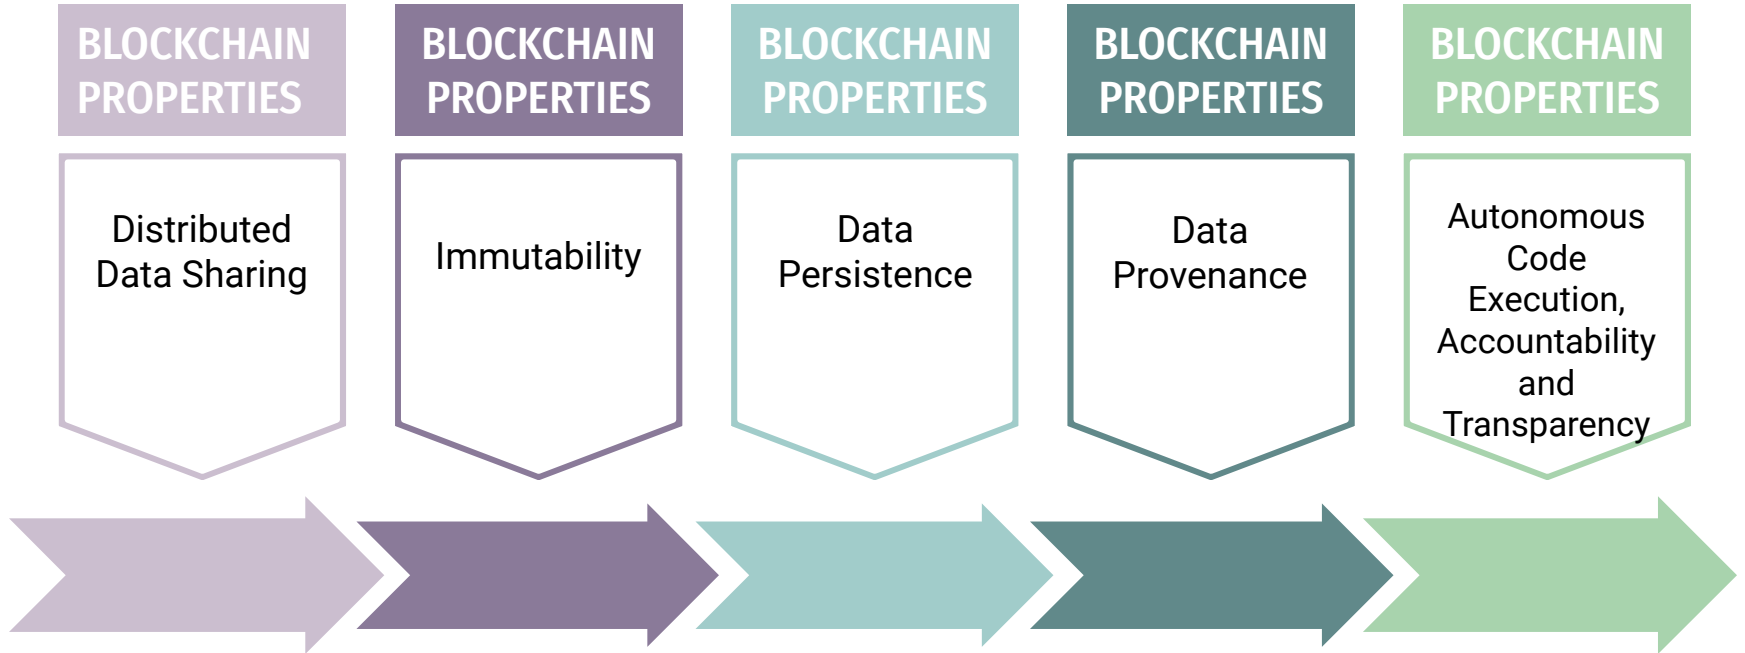 BLOCKCHAIN
PROPERTIES
Distributed
Data Sharing
BLOCKCHAIN
PROPERTIES
Immutability
BLOCKCHAIN
PROPERTIES
Data
Persistence
BLOCKCHAIN
PROPERTIES
Data
Provenance
BLOCKCHAIN
PROPERTIES
Autonomous
Code
Execution,
Accountability
and
Transparency